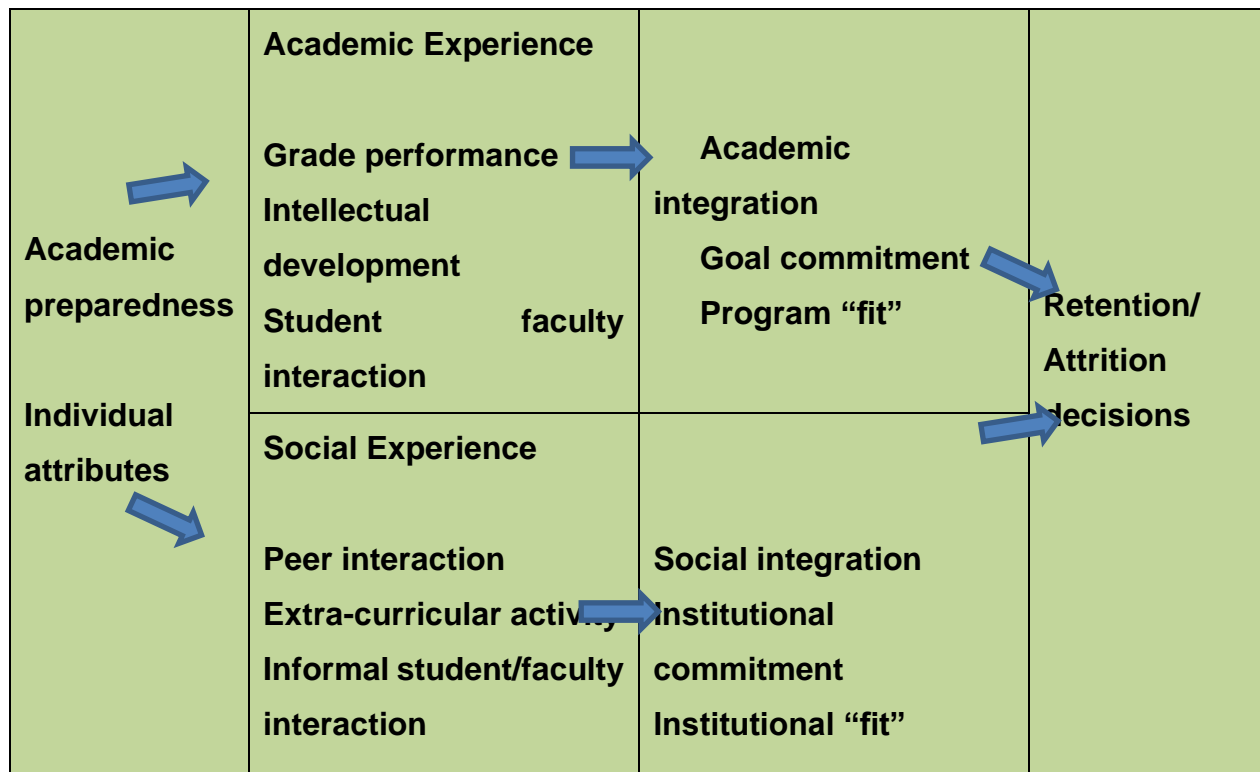 Academic
preparedness
Individual
attributes
Academic Experience
Grade performance
Intellectual
development
Student faculty
interaction
Academic
integration
Goal commitment
Program “fit”
Social Experience
Peer interaction
Extra-curricular activity
Informal student/faculty
interaction
Social integration
Institutional
commitment
Institutional “fit”
Retention/
Attrition
decisions